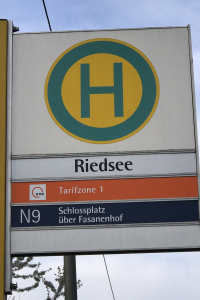 H
Riedsee
Tarifzone 1
N9 Schlossplatz
über Fasanenhof